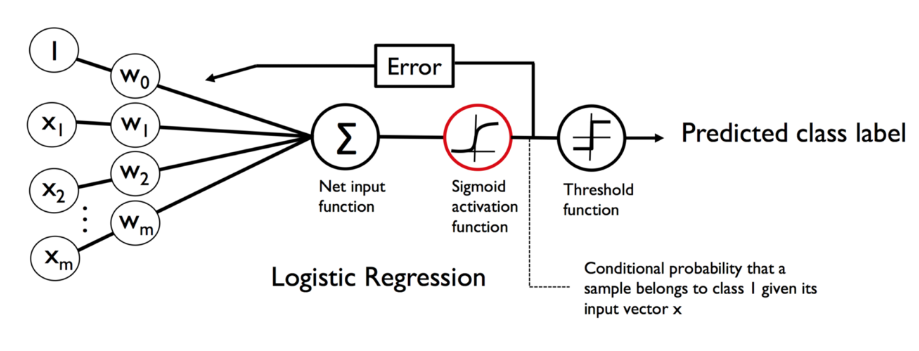 1
w0
Error
x1
w1
Σ
Predicted class label
x2
w2
Net input
function
Sigmoid
activation
function
Threshold
function
wm
xm
Logistic Regression
Conditional probability that a
sample belongs to class 1 given its
input vector x